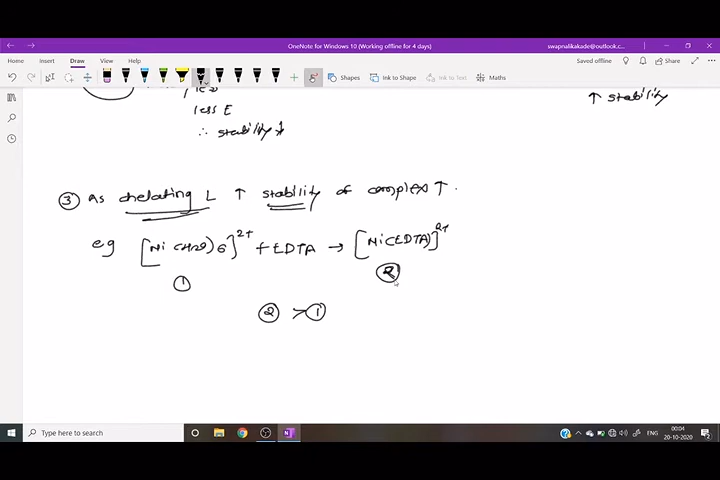 OneNote for Windows 10 (Working offline for 4 days)
swapnalikakade@outlook.c...
Home Insert Draw View Help
Saved offline Share
Shapes Ink to Shape Ink to Text Maths
less E
∴ stability ↓
↑ stability
③ As chelating L ↑ stability of complex ↑ .
eg [Ni(H2O)6]2+ + EDTA → [Ni(EDTA)]2+
① ②
② > ①
Type here to search
ENG 00:04
20-10-2020